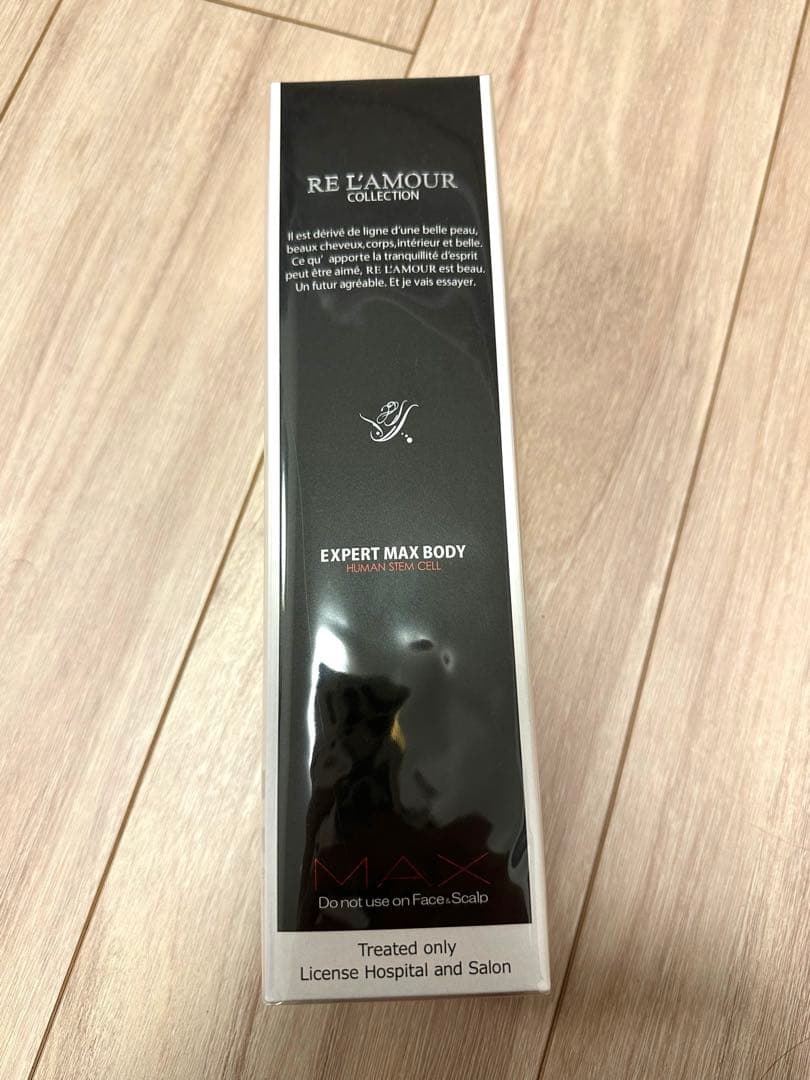 RE L'AMOUR
COLLECTION
Il est dérivé de ligne d'une belle peau,
beaux cheveux,corps,intérieur et belle.
Ce qu' apporte la tranquillité d'esprit
peut être aimé, RE L'AMOUR est beau.
Un futur agréable. Et je vais essayer.
EXPERT MAX BODY
HUMAN STEM CELL
MAX
Do not use on Face&Scalp
Treated only
License Hospital and Salon